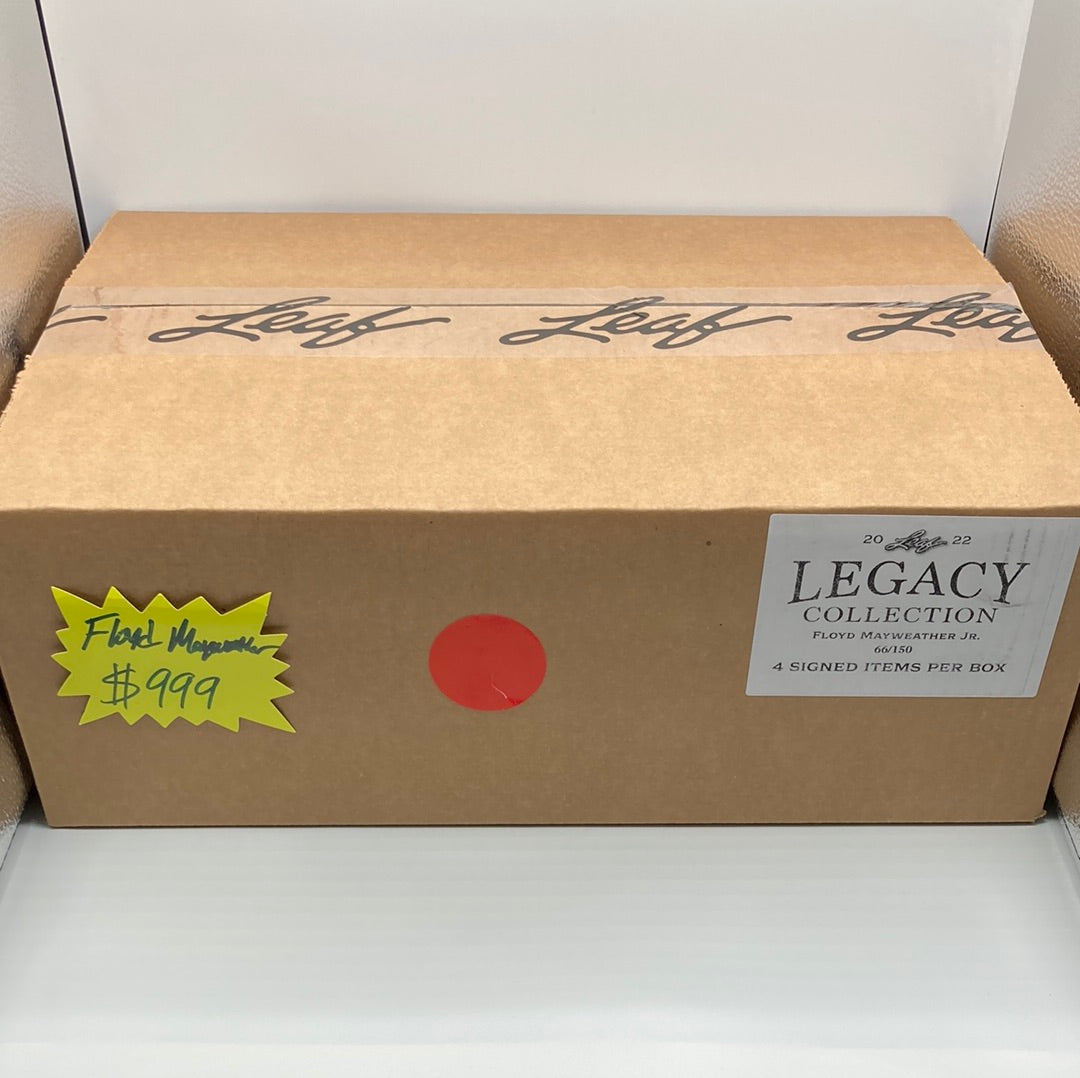 Leaf Leaf Leaf
20 Leaf 22
LEGACY
COLLECTION
FLOYD MAYWEATHER JR.
66/150
4 SIGNED ITEMS PER BOX
Floyd Mayweather
$999